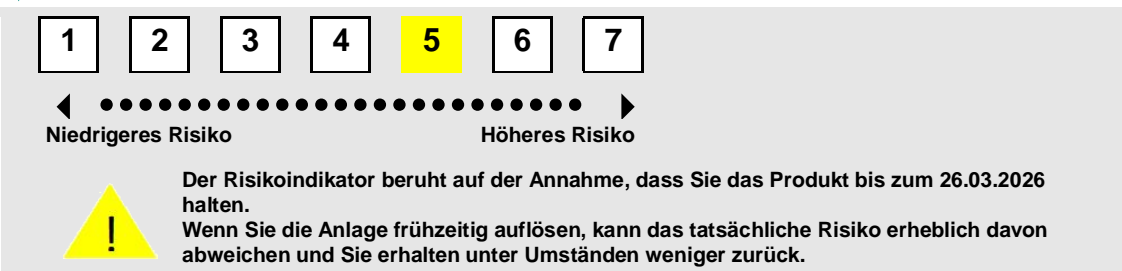 1 2 3 4 5 6 7
Niedrigeres Risiko Höheres Risiko
Der Risikoindikator beruht auf der Annahme, dass Sie das Produkt bis zum 26.03.2026
halten.
Wenn Sie die Anlage frühzeitig auflösen, kann das tatsächliche Risiko erheblich davon
abweichen und Sie erhalten unter Umständen weniger zurück.
!